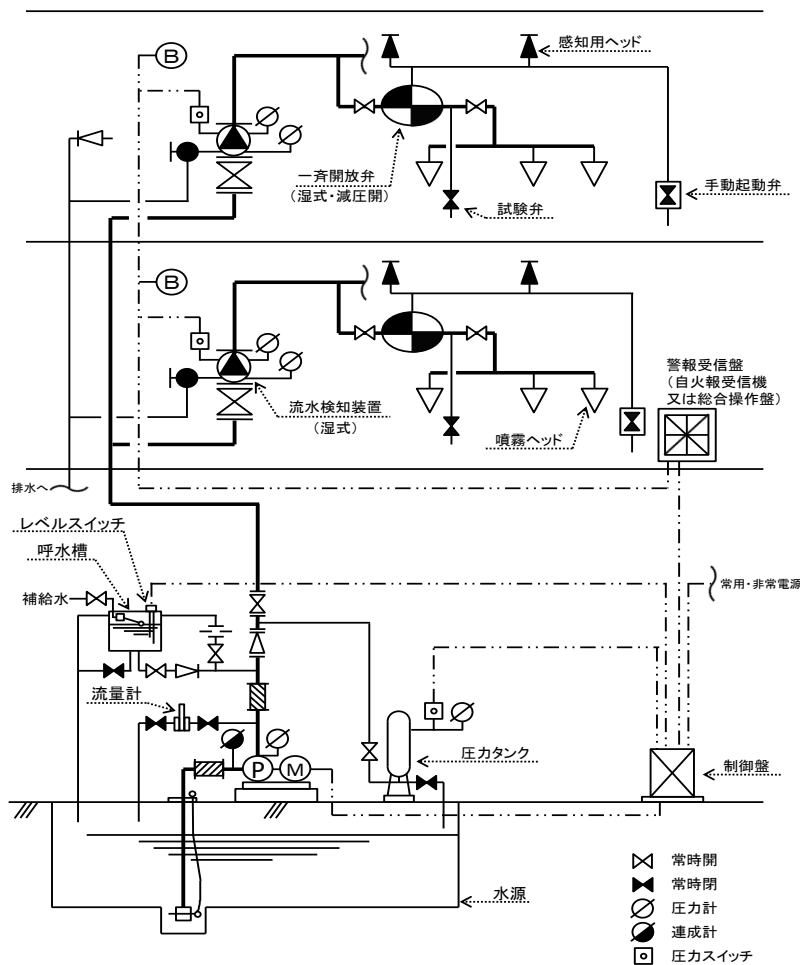 B
感知用ヘッド
一斉開放弁
(湿式・減圧開)
試験弁
手動起動弁
B
流水検知装置
(湿式)
噴霧ヘッド
警報受信盤
(自火報受信機
又は総合操作盤)
排水へ
レベルスイッチ
呼水槽
補給水
常用・非常電源
流量計
P
M
圧力タンク
制御盤
水源
常時開
常時閉
圧力計
連成計
圧力スイッチ